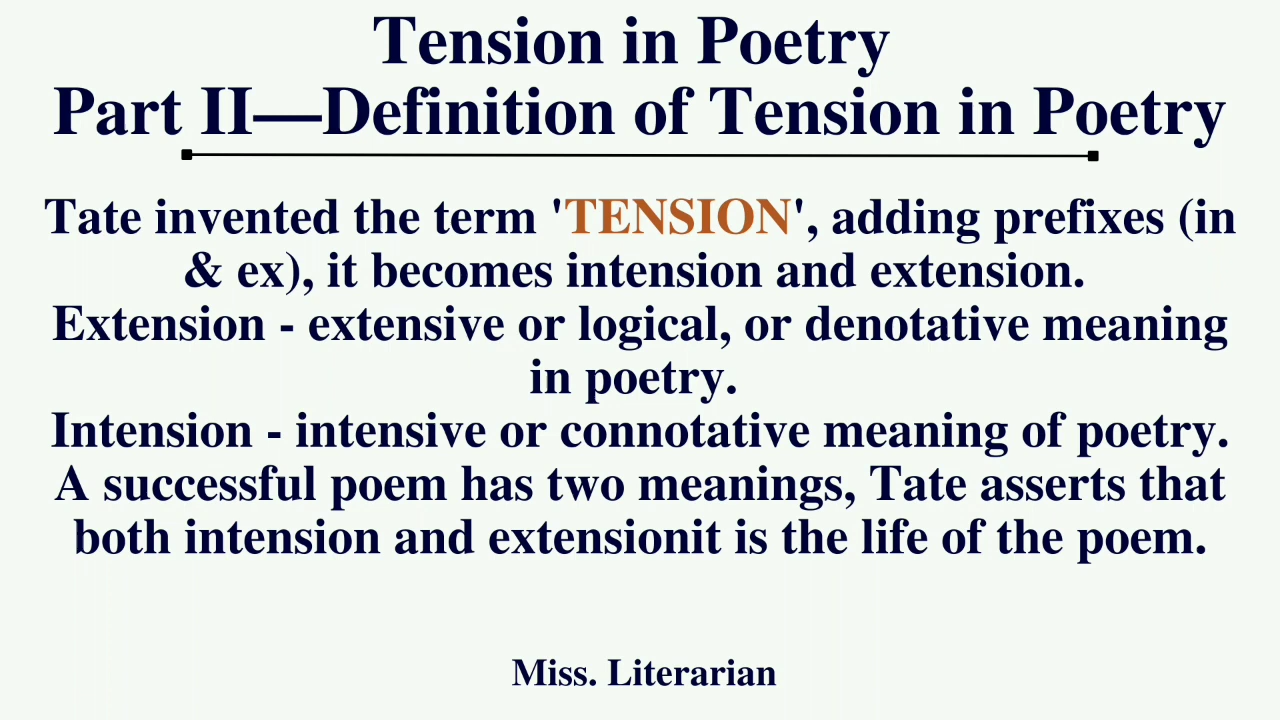 Tension in Poetry
Part II—Definition of Tension in Poetry
Tate invented the term 'TENSION', adding prefixes (in
& ex), it becomes intension and extension.
Extension - extensive or logical, or denotative meaning
in poetry.
Intension - intensive or connotative meaning of poetry.
A successful poem has two meanings, Tate asserts that
both intension and extensionit is the life of the poem.
Miss. Literarian